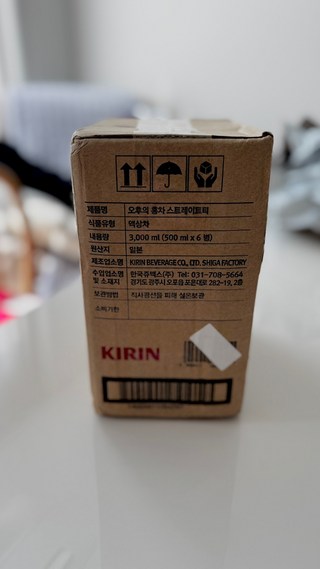 제품명 오후의 홍차 스트레이트티
식품유형 액상차
내용량 3,000 ml (500 ml x 6 병)
원산지 일본
제조업소명 KIRIN BEVERAGE CO., LTD. SHIGA FACTORY
수입업소명 및 소재지 한국쥬맥스(주) Tel: 031-708-5664
경기도 광주시 오포읍 포은대로 282-19, 2층
보관방법 직사광선을 피해 실온보관
소비기한
KIRIN